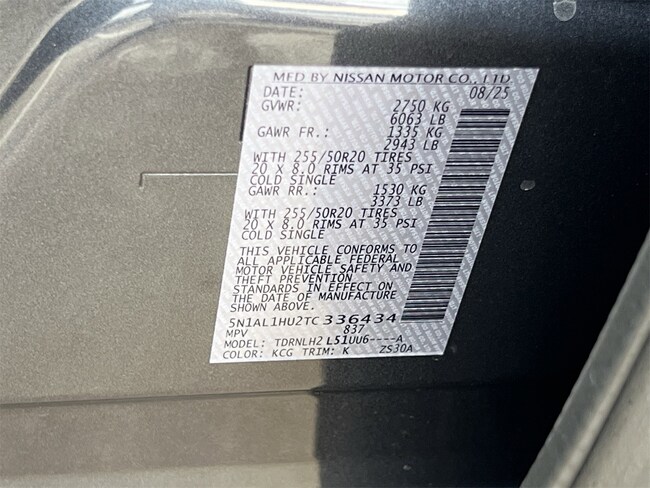 MFD BY NISSAN MOTOR CO., LTD
DATE: 08/25
GVWR: 2750 KG
6063 LB
GAWR FR.: 1335 KG
2943 LB
WITH 255/50R20 TIRES
20 X 8.0 RIMS AT 35 PSI
COLD SINGLE
GAWR RR.: 1530 KG
3373 LB
WITH 255/50R20 TIRES
20 X 8.0 RIMS AT 35 PSI
COLD SINGLE
THIS VEHICLE CONFORMS TO
ALL APPLICABLE FEDERAL
MOTOR VEHICLE SAFETY AND
THEFT PREVENTION
STANDARDS IN EFFECT ON
THE DATE OF MANUFACTURE
SHOWN ABOVE.
5N1AL1HU2TC336434
MPV 837
MODEL: TDRNLH2 L51UU6----A
COLOR: KCG TRIM: K ZS30A